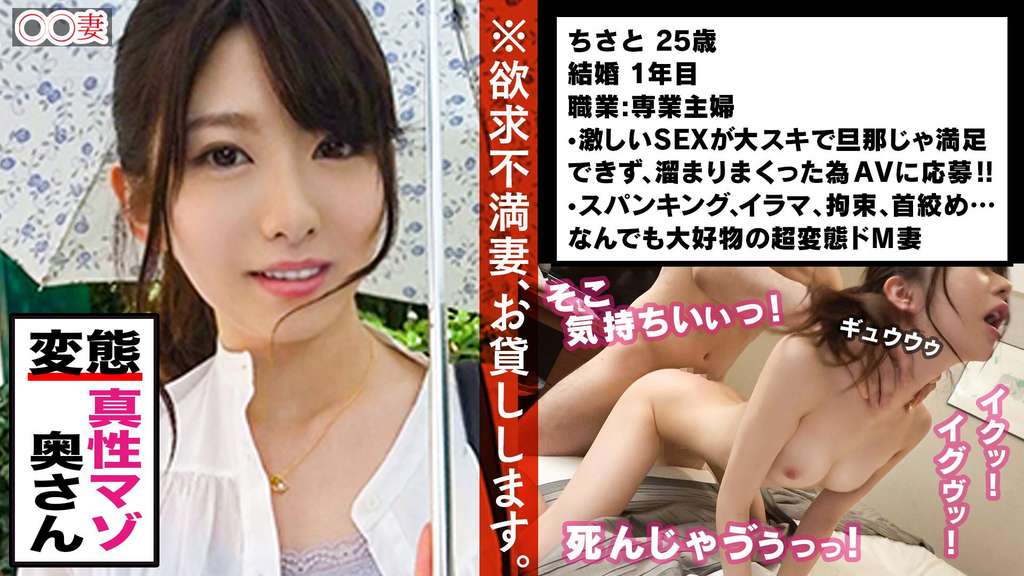 〇〇妻
変態
真性マゾ
奥さん
※欲求不満妻、お貸しします。
ちさと 25歳
結婚 1年目
職業:専業主婦
・激しいSEXが大スキで旦那じゃ満足
できず、溜まりまくった為AVに応募!!
・スパンキング、イラマ、拘束、首絞め…
なんでも大好物の超変態ドM妻
そこ
気持ちいぃっ!
ギュウウゥ
イクッ!
イグヴッ!
死んじゃゔぅっっ!